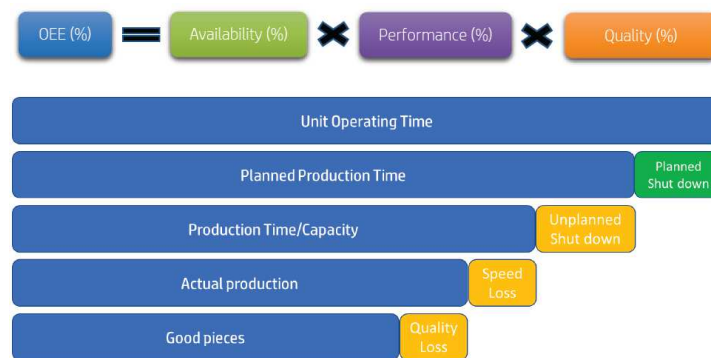 OEE (%) = Availability (%) × Performance (%) × Quality (%)
Unit Operating Time
Planned Production Time
Planned
Shut down
Production Time/Capacity
Unplanned
Shut down
Actual production
Speed
Loss
Good pieces
Quality
Loss